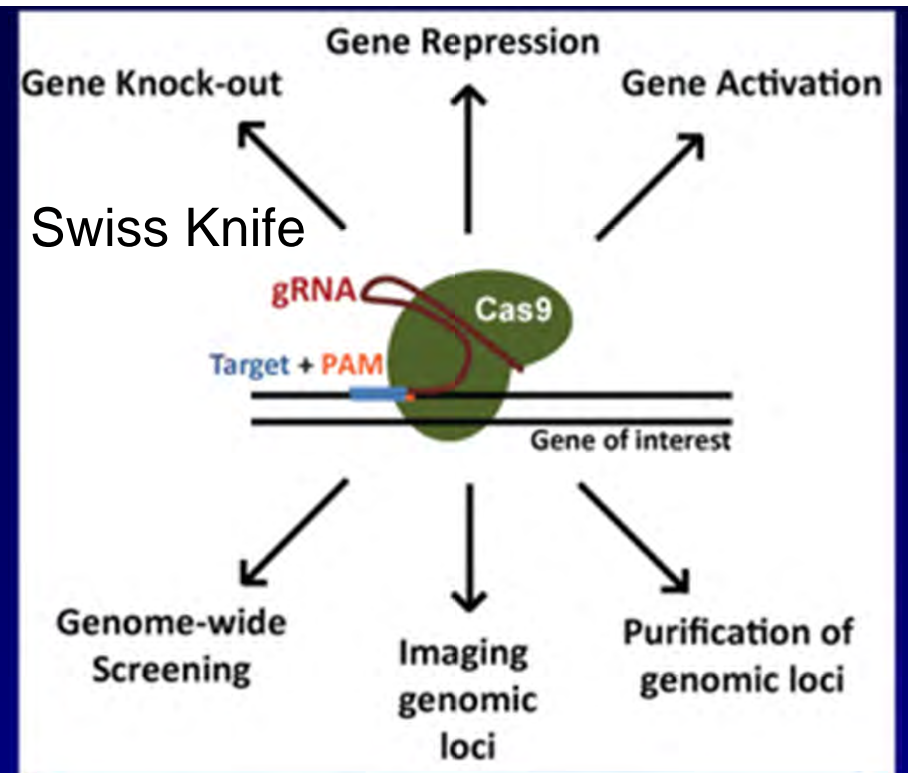 Gene Repression
Gene Knock-out
Gene Activation
Swiss Knife
gRNA
Cas9
Target + PAM
Gene of interest
Genome-wide
Screening
Imaging
genomic
loci
Purification of
genomic loci